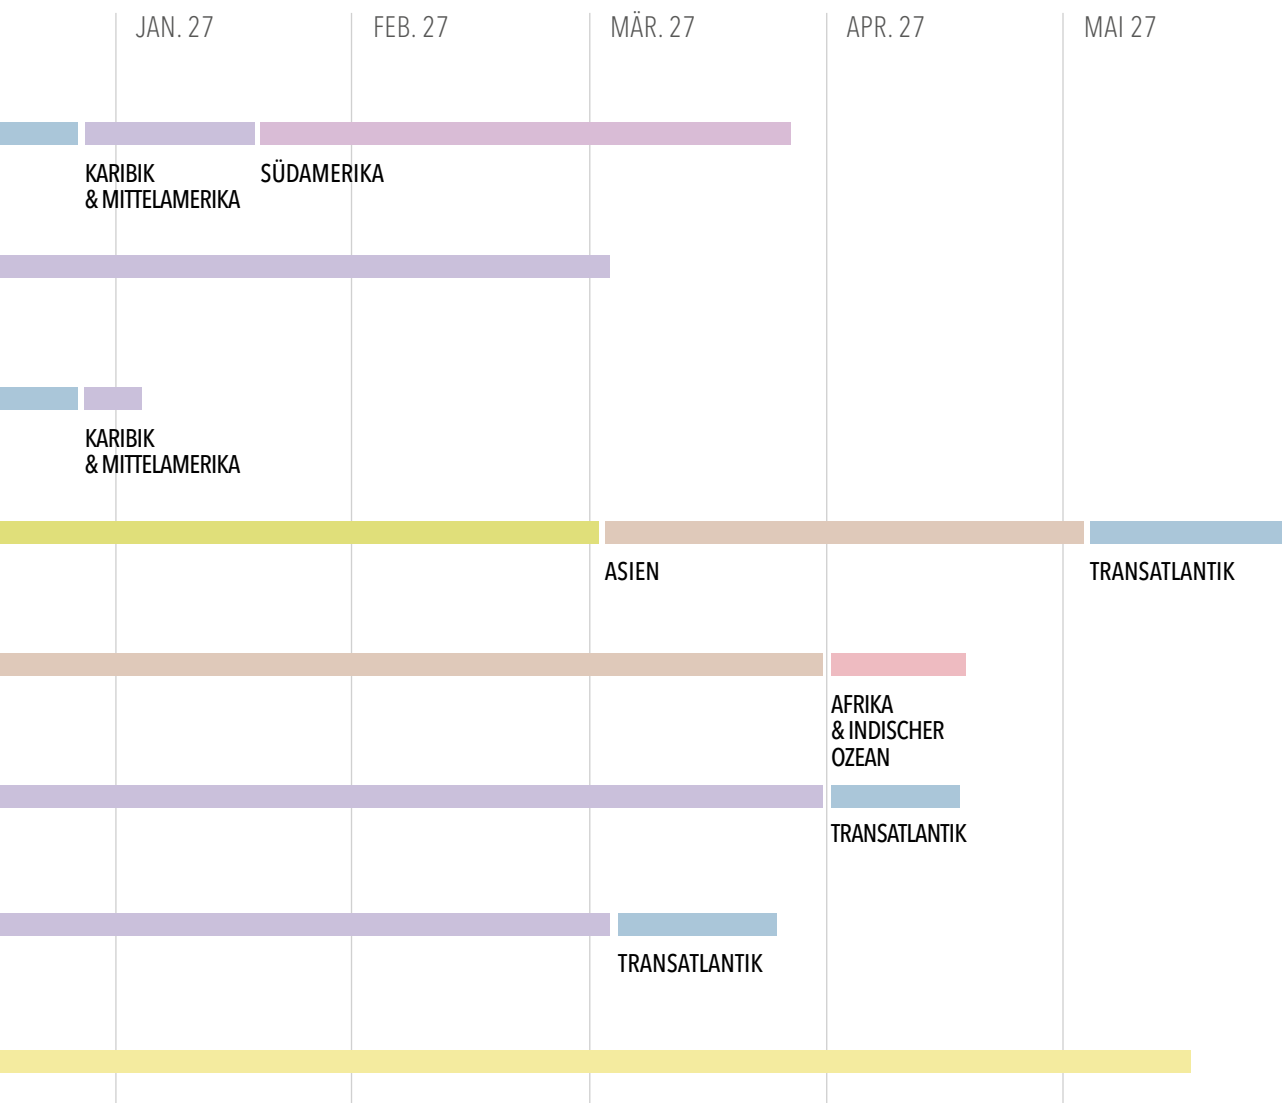 JAN. 27
FEB. 27
MÄR. 27
APR. 27
MAI 27
KARIBIK
& MITTELAMERIKA
SÜDAMERIKA
KARIBIK
& MITTELAMERIKA
ASIEN
TRANSATLANTIK
AFRIKA
& INDISCHER
OZEAN
TRANSATLANTIK
TRANSATLANTIK